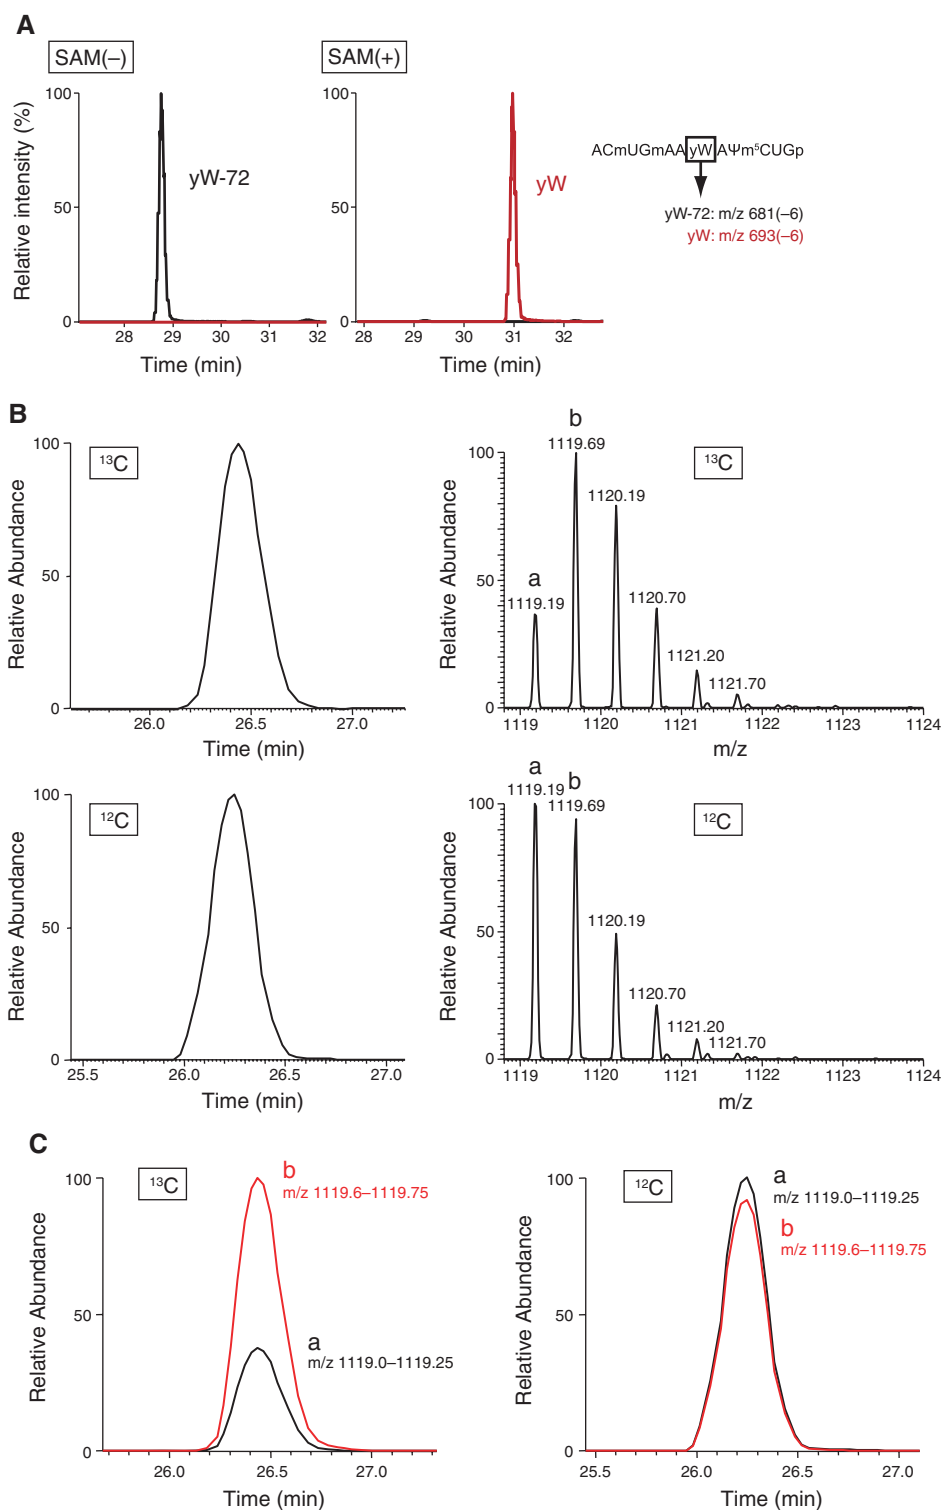 A
SAM(–)
SAM(+)
Relative intensity (%)
100
50
0
yW-72
28 29 30 31 32
Time (min)
100
50
0
yW
28 29 30 31 32
Time (min)
ACmUGmAA yW AΨm⁵CUGp
yW-72: m/z 681(–6)
yW: m/z 693(–6)
B
Relative Abundance
100
50
0
¹³C
26.0 26.5 27.0
Time (min)
Relative Abundance
100
50
0
b
1119.69
1120.19
a
1119.19
1120.70
1121.20
1121.70
¹³C
1119 1120 1121 1122 1123 1124
m/z
Relative Abundance
100
50
0
¹²C
25.5 26.0 26.5 27.0
Time (min)
Relative Abundance
100
50
0
a
1119.19
b
1119.69
1120.19
1120.70
1121.20
1121.70
¹²C
1119 1120 1121 1122 1123 1124
m/z
C
Relative Abundance
100
50
0
¹³C
b
m/z 1119.6–1119.75
a
m/z 1119.0–1119.25
26.0 26.5 27.0
Time (min)
Relative Abundance
100
50
0
¹²C
a
m/z 1119.0–1119.25
b
m/z 1119.6–1119.75
25.5 26.0 26.5 27.0
Time (min)